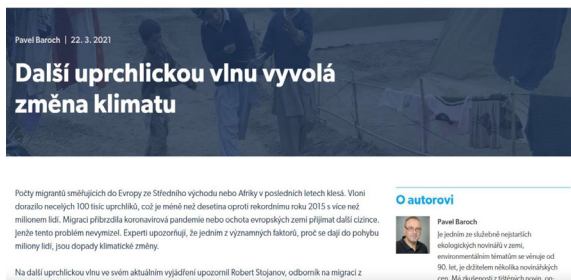 Pavel Baroch | 22. 3. 2021
Další uprchlickou vlnu vyvolá
změna klimatu
Počty migrantů směřujících do Evropy ze Středního východu nebo Afriky v posledních letech klesá. Vloni
dorazilo necelých 100 tisíc uprchlíků, což je méně než desetina oproti rekordnímu roku 2015 s více než
milionem lidí. Migraci přibrzdila koronavirová pandemie nebo ochota evropských zemí přijímat další cizince.
Jenže tento problém nevymizel. Experti upozorňují, že jedním z významných faktorů, proč se dají do pohybu
miliony lidí, jsou dopady klimatické změny.
Na další uprchlickou vlnu ve svém aktuálním vyjádření upozornil Robert Stojanov, odborník na migraci z
O autorovi
Pavel Baroch
Je jedním ze služebně nejstarších
ekologických novinářů v zemi,
environmentálním tématům se věnuje od
90. let, je držitelem několika novinářských
cen. Má zkušenosti z tištěných novin, on-